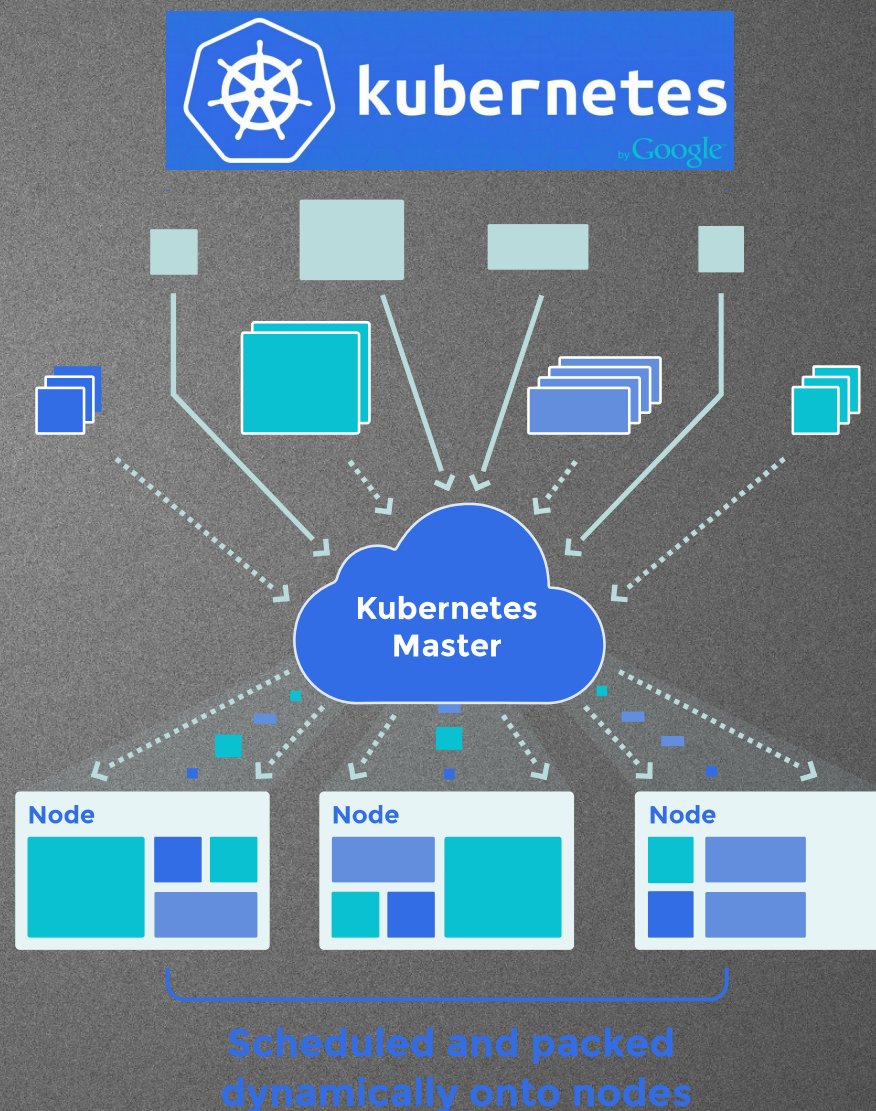 kubernetes
by Google
Kubernetes
Master
Node
Node
Node
Scheduled and packed
dynamically onto nodes